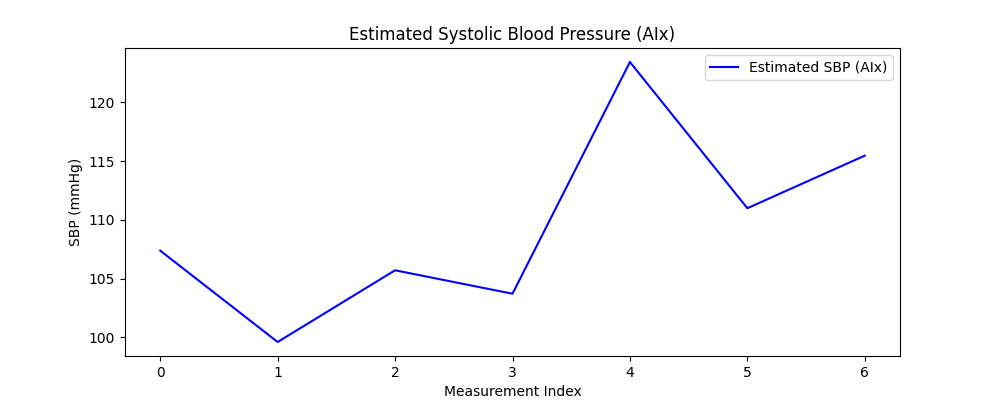 Estimated Systolic Blood Pressure (AIx)
Estimated SBP (AIx)
SBP (mmHg)
120
115
110
105
100
0 1 2 3 4 5 6
Measurement Index